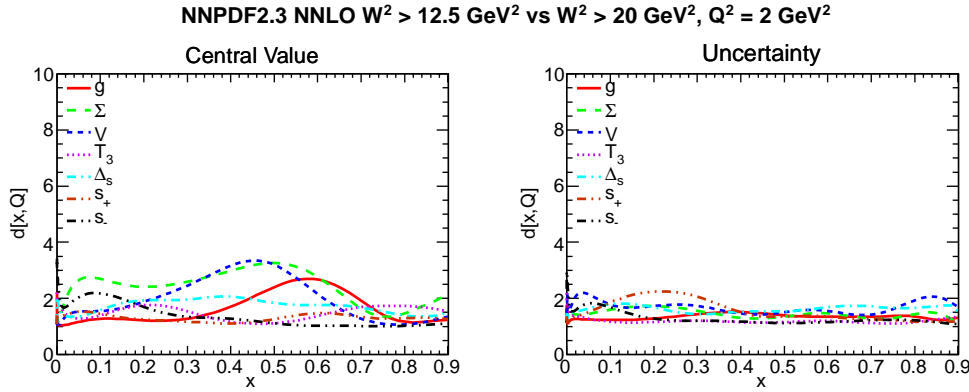 NNPDF2.3 NNLO W² > 12.5 GeV² vs W² > 20 GeV², Q² = 2 GeV²
Central Value
10
8
6
4
2
0
d[x,Q]
g
Σ
V
T₃
Δₛ
s₊
s₋
0 0.1 0.2 0.3 0.4 0.5 0.6 0.7 0.8 0.9
x
Uncertainty
10
8
6
4
2
0
d[x,Q]
g
Σ
V
T₃
Δₛ
s₊
s₋
0 0.1 0.2 0.3 0.4 0.5 0.6 0.7 0.8 0.9
x